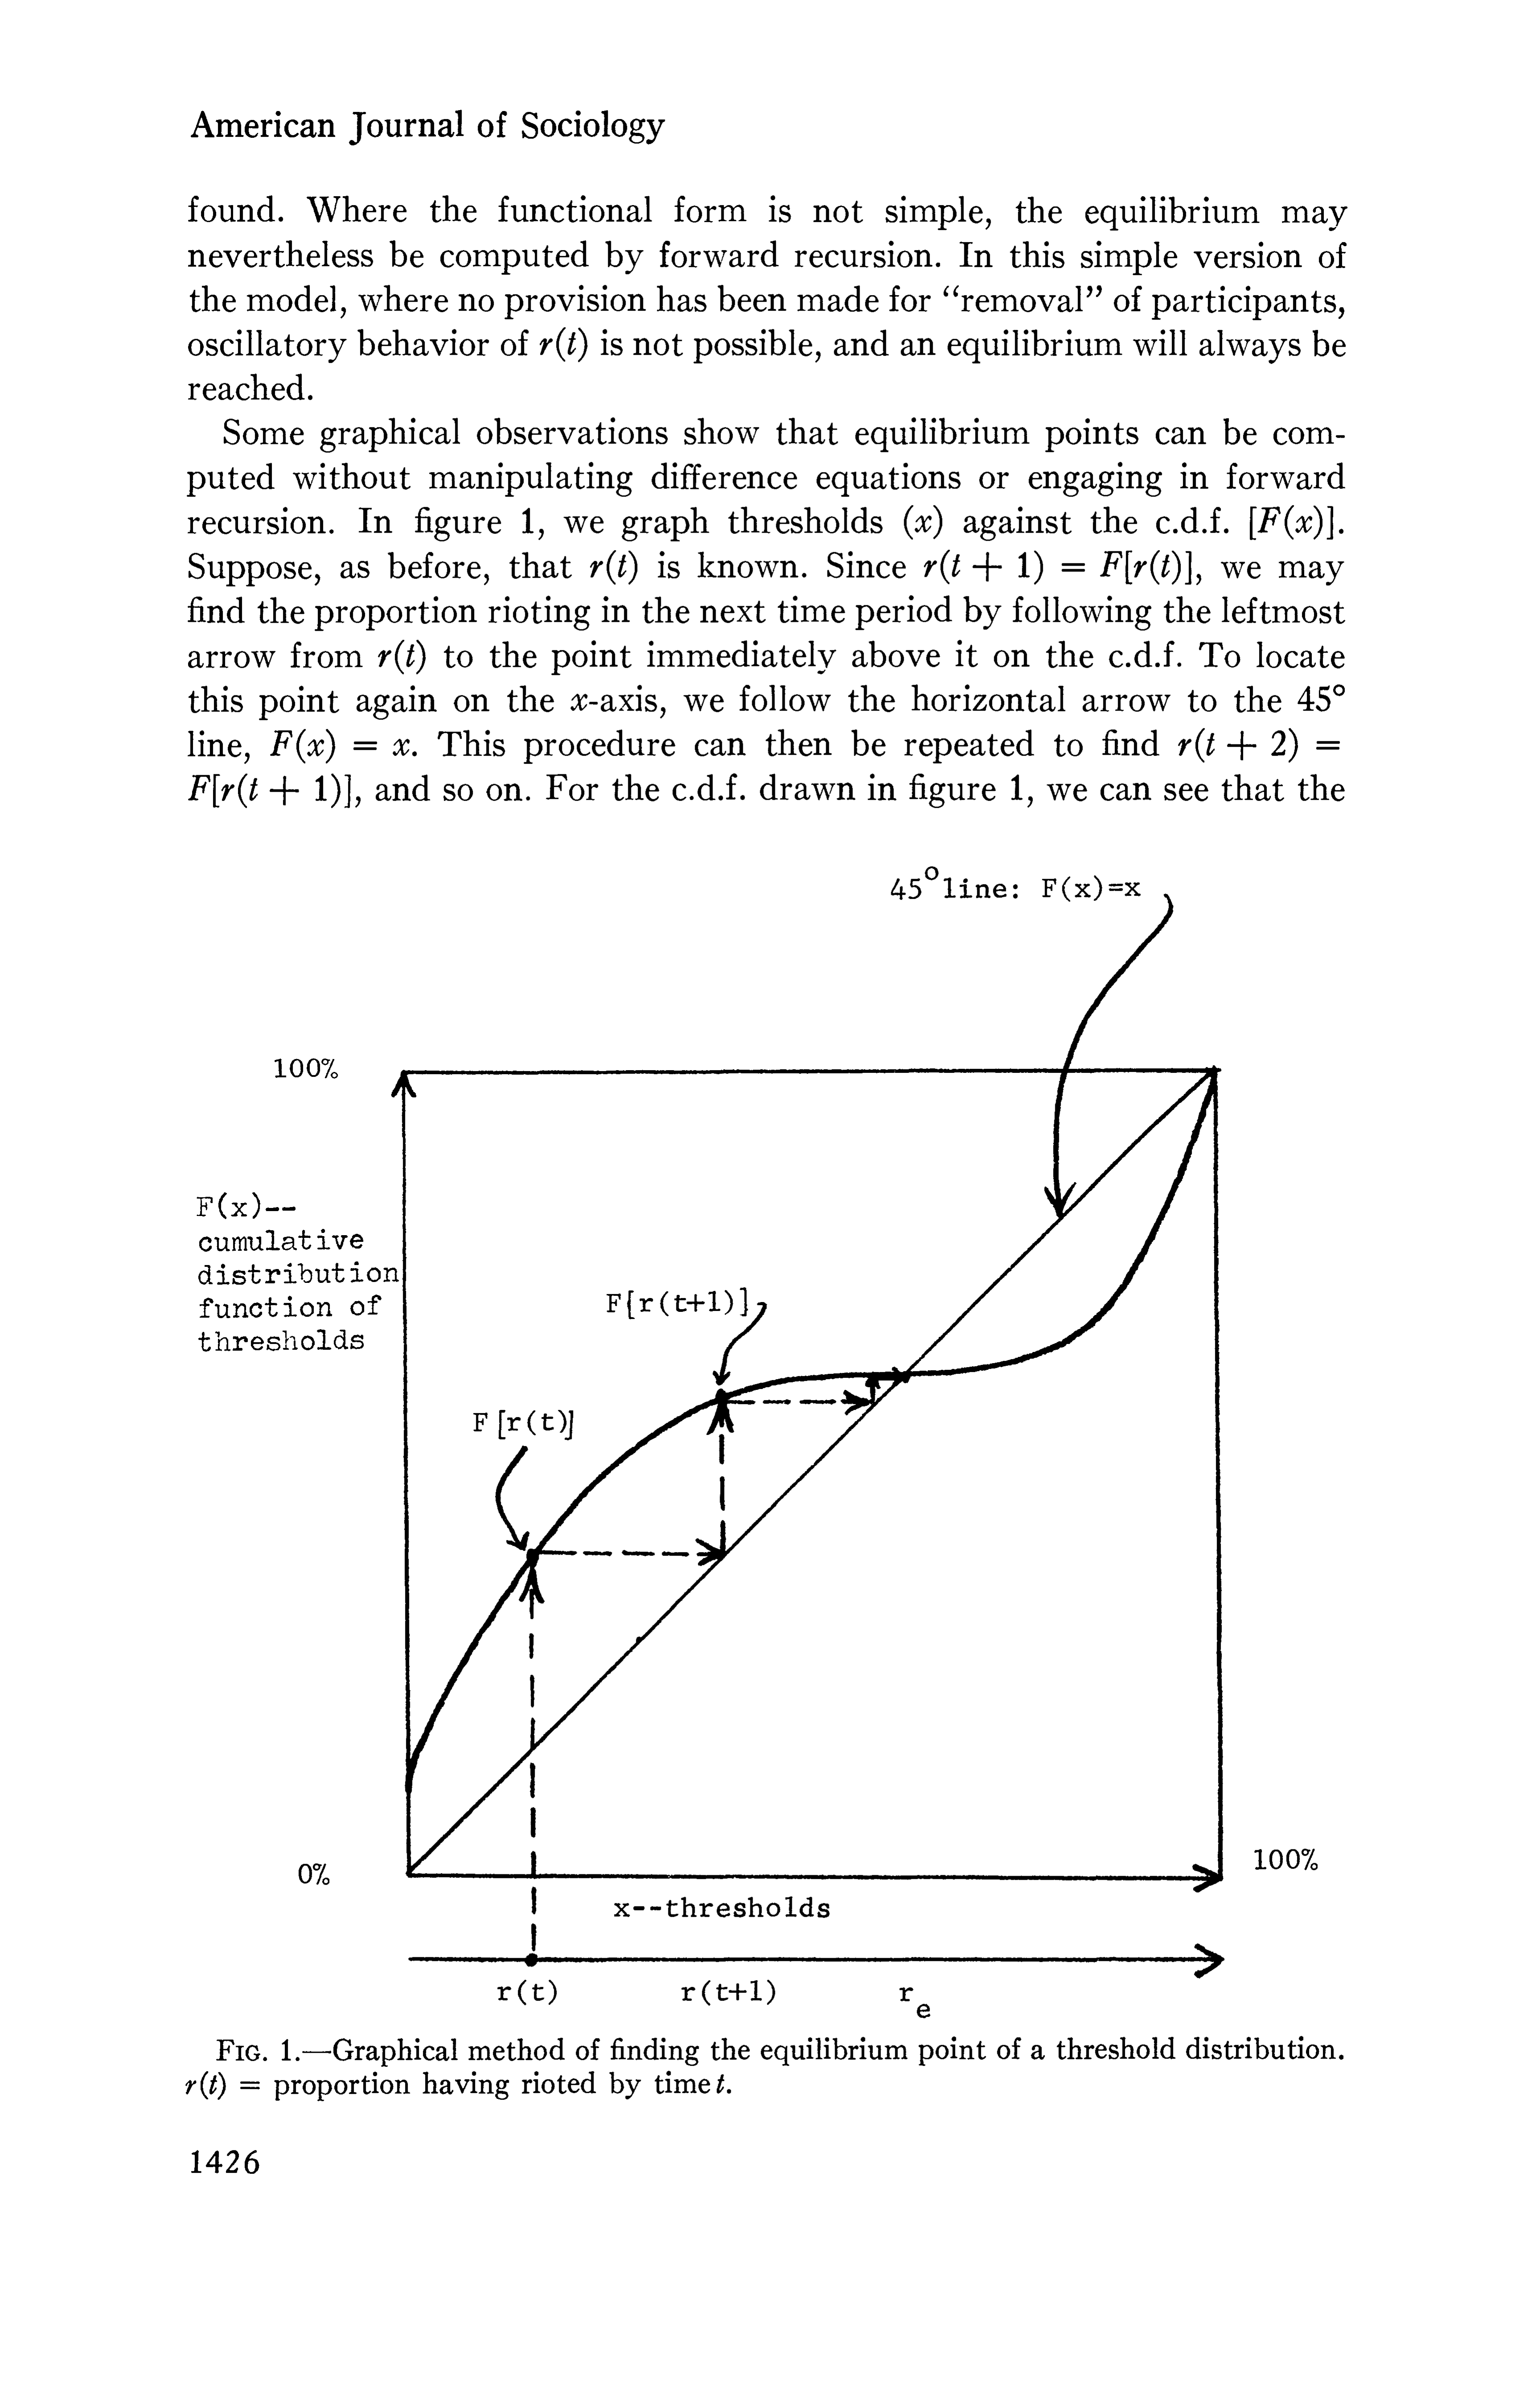 American Journal of Sociology
found. Where the functional form is not simple, the equilibrium may
nevertheless be computed by forward recursion. In this simple version of
the model, where no provision has been made for “removal” of participants,
oscillatory behavior of r(t) is not possible, and an equilibrium will always be
reached.
Some graphical observations show that equilibrium points can be com-
puted without manipulating difference equations or engaging in forward
recursion. In figure 1, we graph thresholds (x) against the c.d.f. [F(x)].
Suppose, as before, that r(t) is known. Since r(t + 1) = F[r(t)], we may
find the proportion rioting in the next time period by following the leftmost
arrow from r(t) to the point immediately above it on the c.d.f. To locate
this point again on the x-axis, we follow the horizontal arrow to the 45°
line, F(x) = x. This procedure can then be repeated to find r(t + 2) =
F[r(t + 1)], and so on. For the c.d.f. drawn in figure 1, we can see that the
45°line: F(x)=x
100%
F(x)--
cumulative
distribution
function of
thresholds
F[r(t+1)]
F[r(t)]
0%
100%
x--thresholds
r(t) r(t+1) re
FIG. 1.—Graphical method of finding the equilibrium point of a threshold distribution.
r(t) = proportion having rioted by time t.
1426